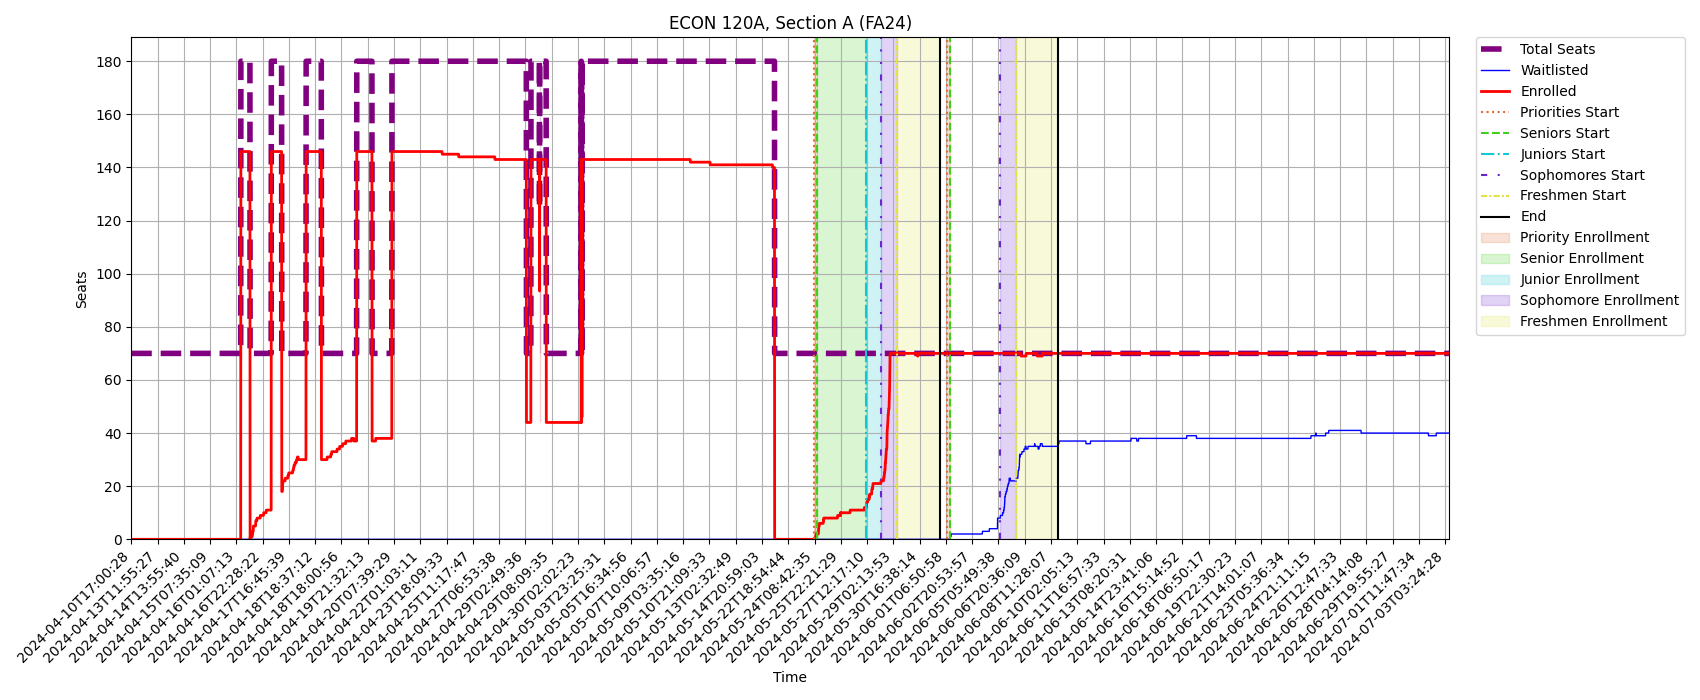 ECON 120A, Section A (FA24)
Seats
180
160
140
120
100
80
60
40
20
0
2024-04-10T17:00:28
2024-04-13T11:55:27
2024-04-14T13:55:40
2024-04-15T07:35:09
2024-04-16T01:07:13
2024-04-16T22:28:22
2024-04-17T16:45:39
2024-04-18T18:37:12
2024-04-18T18:00:56
2024-04-19T21:32:13
2024-04-20T07:39:29
2024-04-22T01:03:11
2024-04-23T18:09:33
2024-04-25T11:17:47
2024-04-27T06:53:38
2024-04-29T02:49:36
2024-04-29T08:09:35
2024-04-30T02:02:23
2024-05-03T23:25:31
2024-05-05T16:34:56
2024-05-07T10:06:57
2024-05-09T03:35:16
2024-05-10T21:09:33
2024-05-13T02:32:49
2024-05-14T20:59:03
2024-05-22T18:54:44
2024-05-24T08:42:35
2024-05-25T22:21:29
2024-05-27T12:17:10
2024-05-29T02:13:53
2024-05-30T16:38:14
2024-06-01T06:50:58
2024-06-02T20:53:57
2024-06-05T05:49:38
2024-06-06T20:36:09
2024-06-08T11:28:07
2024-06-10T02:05:13
2024-06-11T16:57:33
2024-06-13T08:20:31
2024-06-14T23:41:06
2024-06-16T15:14:52
2024-06-18T06:50:17
2024-06-19T22:30:23
2024-06-21T14:01:07
2024-06-23T05:36:34
2024-06-24T21:11:15
2024-06-26T12:47:33
2024-06-28T04:14:08
2024-06-29T19:55:27
2024-07-01T11:47:34
2024-07-03T03:24:28
Time
Total Seats
Waitlisted
Enrolled
Priorities Start
Seniors Start
Juniors Start
Sophomores Start
Freshmen Start
End
Priority Enrollment
Senior Enrollment
Junior Enrollment
Sophomore Enrollment
Freshmen Enrollment